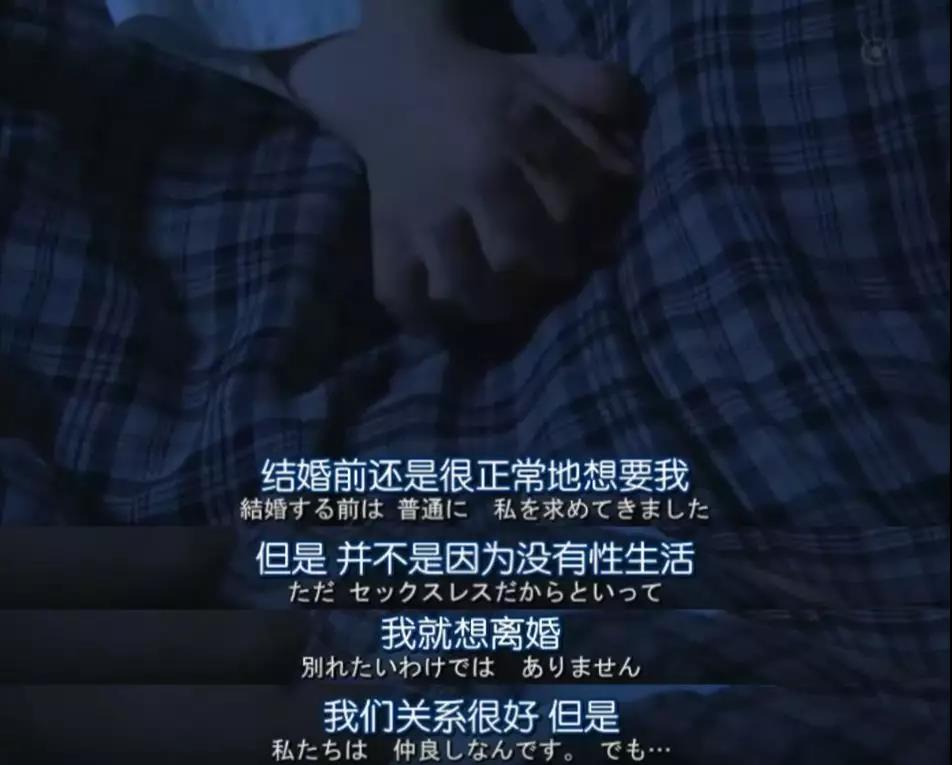 结婚前还是很正常地想要我
結婚する前は 普通に　私を求めてきました
但是 并不是因为没有性生活
ただ セックスレスだからといって
我就想离婚
別れたいわけでは　ありません
我们关系很好 但是
私たちは　仲良しなんです。 でも…